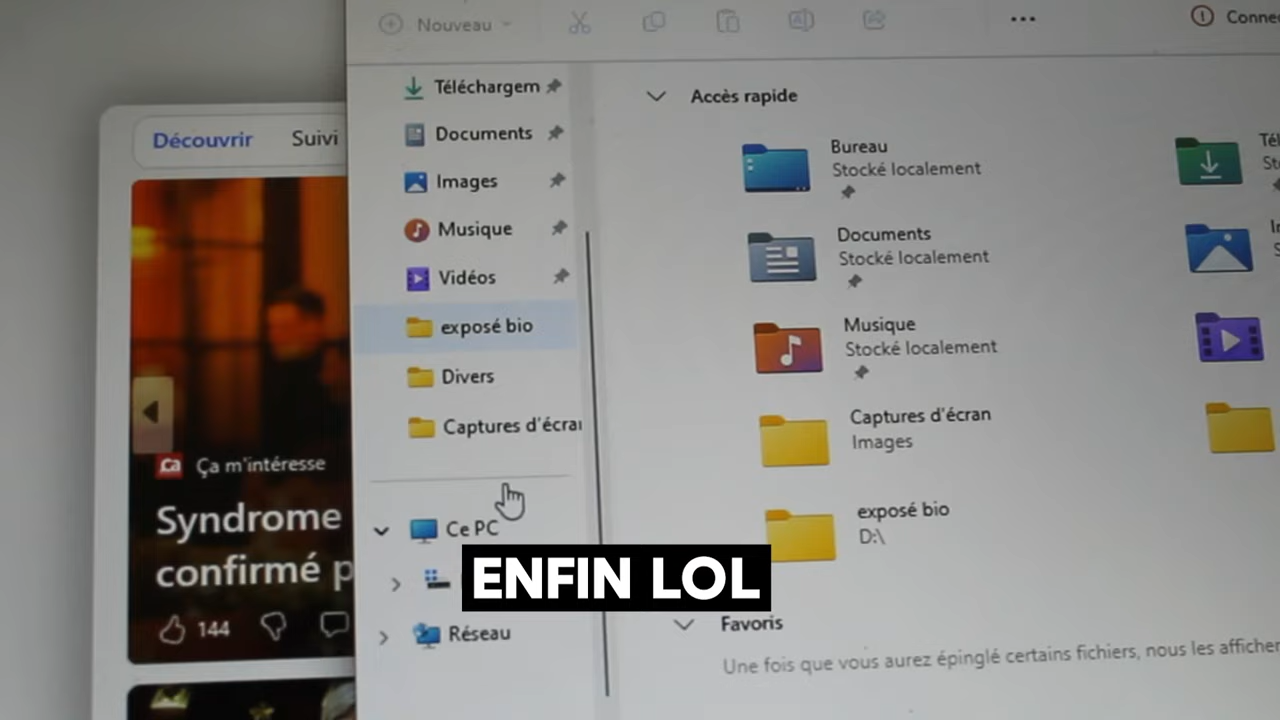 Nouveau
Conne
Découvrir
Suivi
Ça m'intéresse
Syndrome
confirmé p
144
Téléchargem
Documents
Images
Musique
Vidéos
exposé bio
Divers
Captures d'écra
Ce PC
Réseau
Accès rapide
Bureau
Stocké localement
Documents
Stocké localement
Musique
Stocké localement
Captures d'écran
Images
exposé bio
D:\
Tél
Sto
Favoris
Une fois que vous aurez épinglé certains fichiers, nous les afficher
ENFIN LOL